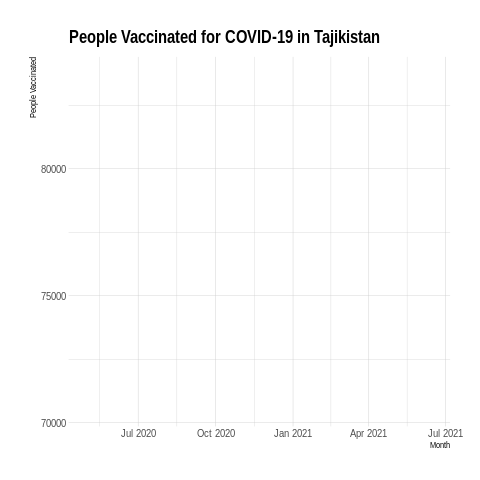 People Vaccinated for COVID-19 in Tajikistan
People Vaccinated
80000
75000
70000
Jul 2020 Oct 2020 Jan 2021 Apr 2021 Jul 2021
Month